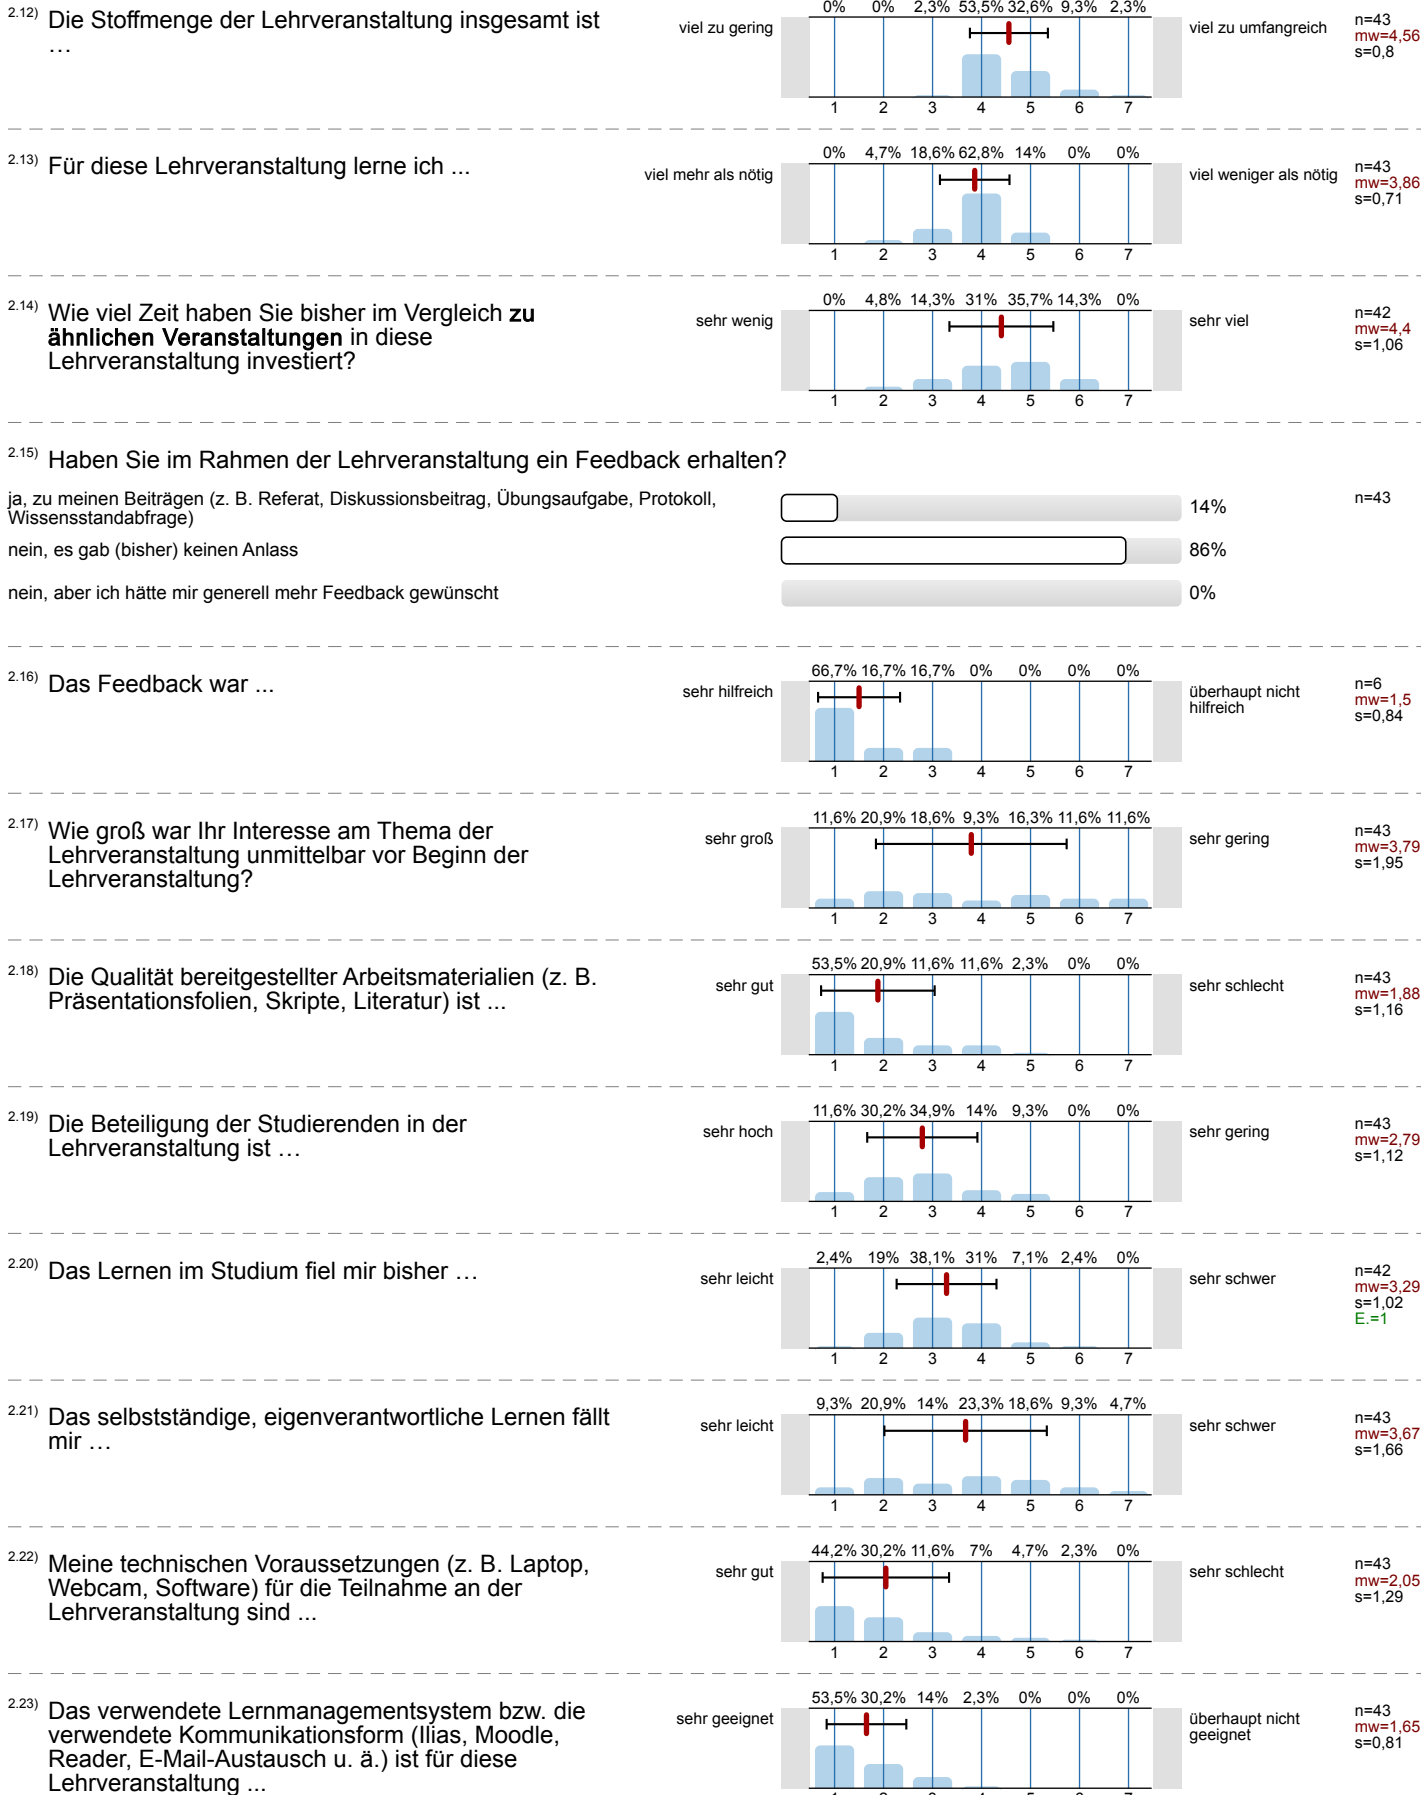 2.12) Die Stoffmenge der Lehrveranstaltung insgesamt ist
…
viel zu gering
0% 0% 2,3% 53,5% 32,6% 9,3% 2,3%
1 2 3 4 5 6 7
viel zu umfangreich
n=43
mw=4,56
s=0,8
2.13) Für diese Lehrveranstaltung lerne ich ...
viel mehr als nötig
0% 4,7% 18,6% 62,8% 14% 0% 0%
1 2 3 4 5 6 7
viel weniger als nötig
n=43
mw=3,86
s=0,71
2.14) Wie viel Zeit haben Sie bisher im Vergleich zu
ähnlichen Veranstaltungen in diese
Lehrveranstaltung investiert?
sehr wenig
0% 4,8% 14,3% 31% 35,7% 14,3% 0%
1 2 3 4 5 6 7
sehr viel
n=42
mw=4,4
s=1,06
2.15) Haben Sie im Rahmen der Lehrveranstaltung ein Feedback erhalten?
ja, zu meinen Beiträgen (z. B. Referat, Diskussionsbeitrag, Übungsaufgabe, Protokoll,
Wissensstandabfrage)
14%
n=43
nein, es gab (bisher) keinen Anlass
86%
nein, aber ich hätte mir generell mehr Feedback gewünscht
0%
2.16) Das Feedback war ...
sehr hilfreich
66,7% 16,7% 16,7% 0% 0% 0% 0%
1 2 3 4 5 6 7
überhaupt nicht
hilfreich
n=6
mw=1,5
s=0,84
2.17) Wie groß war Ihr Interesse am Thema der
Lehrveranstaltung unmittelbar vor Beginn der
Lehrveranstaltung?
sehr groß
11,6% 20,9% 18,6% 9,3% 16,3% 11,6% 11,6%
1 2 3 4 5 6 7
sehr gering
n=43
mw=3,79
s=1,95
2.18) Die Qualität bereitgestellter Arbeitsmaterialien (z. B.
Präsentationsfolien, Skripte, Literatur) ist ...
sehr gut
53,5% 20,9% 11,6% 11,6% 2,3% 0% 0%
1 2 3 4 5 6 7
sehr schlecht
n=43
mw=1,88
s=1,16
2.19) Die Beteiligung der Studierenden in der
Lehrveranstaltung ist …
sehr hoch
11,6% 30,2% 34,9% 14% 9,3% 0% 0%
1 2 3 4 5 6 7
sehr gering
n=43
mw=2,79
s=1,12
2.20) Das Lernen im Studium fiel mir bisher …
sehr leicht
2,4% 19% 38,1% 31% 7,1% 2,4% 0%
1 2 3 4 5 6 7
sehr schwer
n=42
mw=3,29
s=1,02
E.=1
2.21) Das selbstständige, eigenverantwortliche Lernen fällt
mir …
sehr leicht
9,3% 20,9% 14% 23,3% 18,6% 9,3% 4,7%
1 2 3 4 5 6 7
sehr schwer
n=43
mw=3,67
s=1,66
2.22) Meine technischen Voraussetzungen (z. B. Laptop,
Webcam, Software) für die Teilnahme an der
Lehrveranstaltung sind ...
sehr gut
44,2% 30,2% 11,6% 7% 4,7% 2,3% 0%
1 2 3 4 5 6 7
sehr schlecht
n=43
mw=2,05
s=1,29
2.23) Das verwendete Lernmanagementsystem bzw. die
verwendete Kommunikationsform (Ilias, Moodle,
Reader, E-Mail-Austausch u. ä.) ist für diese
Lehrveranstaltung ...
sehr geeignet
53,5% 30,2% 14% 2,3% 0% 0% 0%
überhaupt nicht
geeignet
n=43
mw=1,65
s=0,81